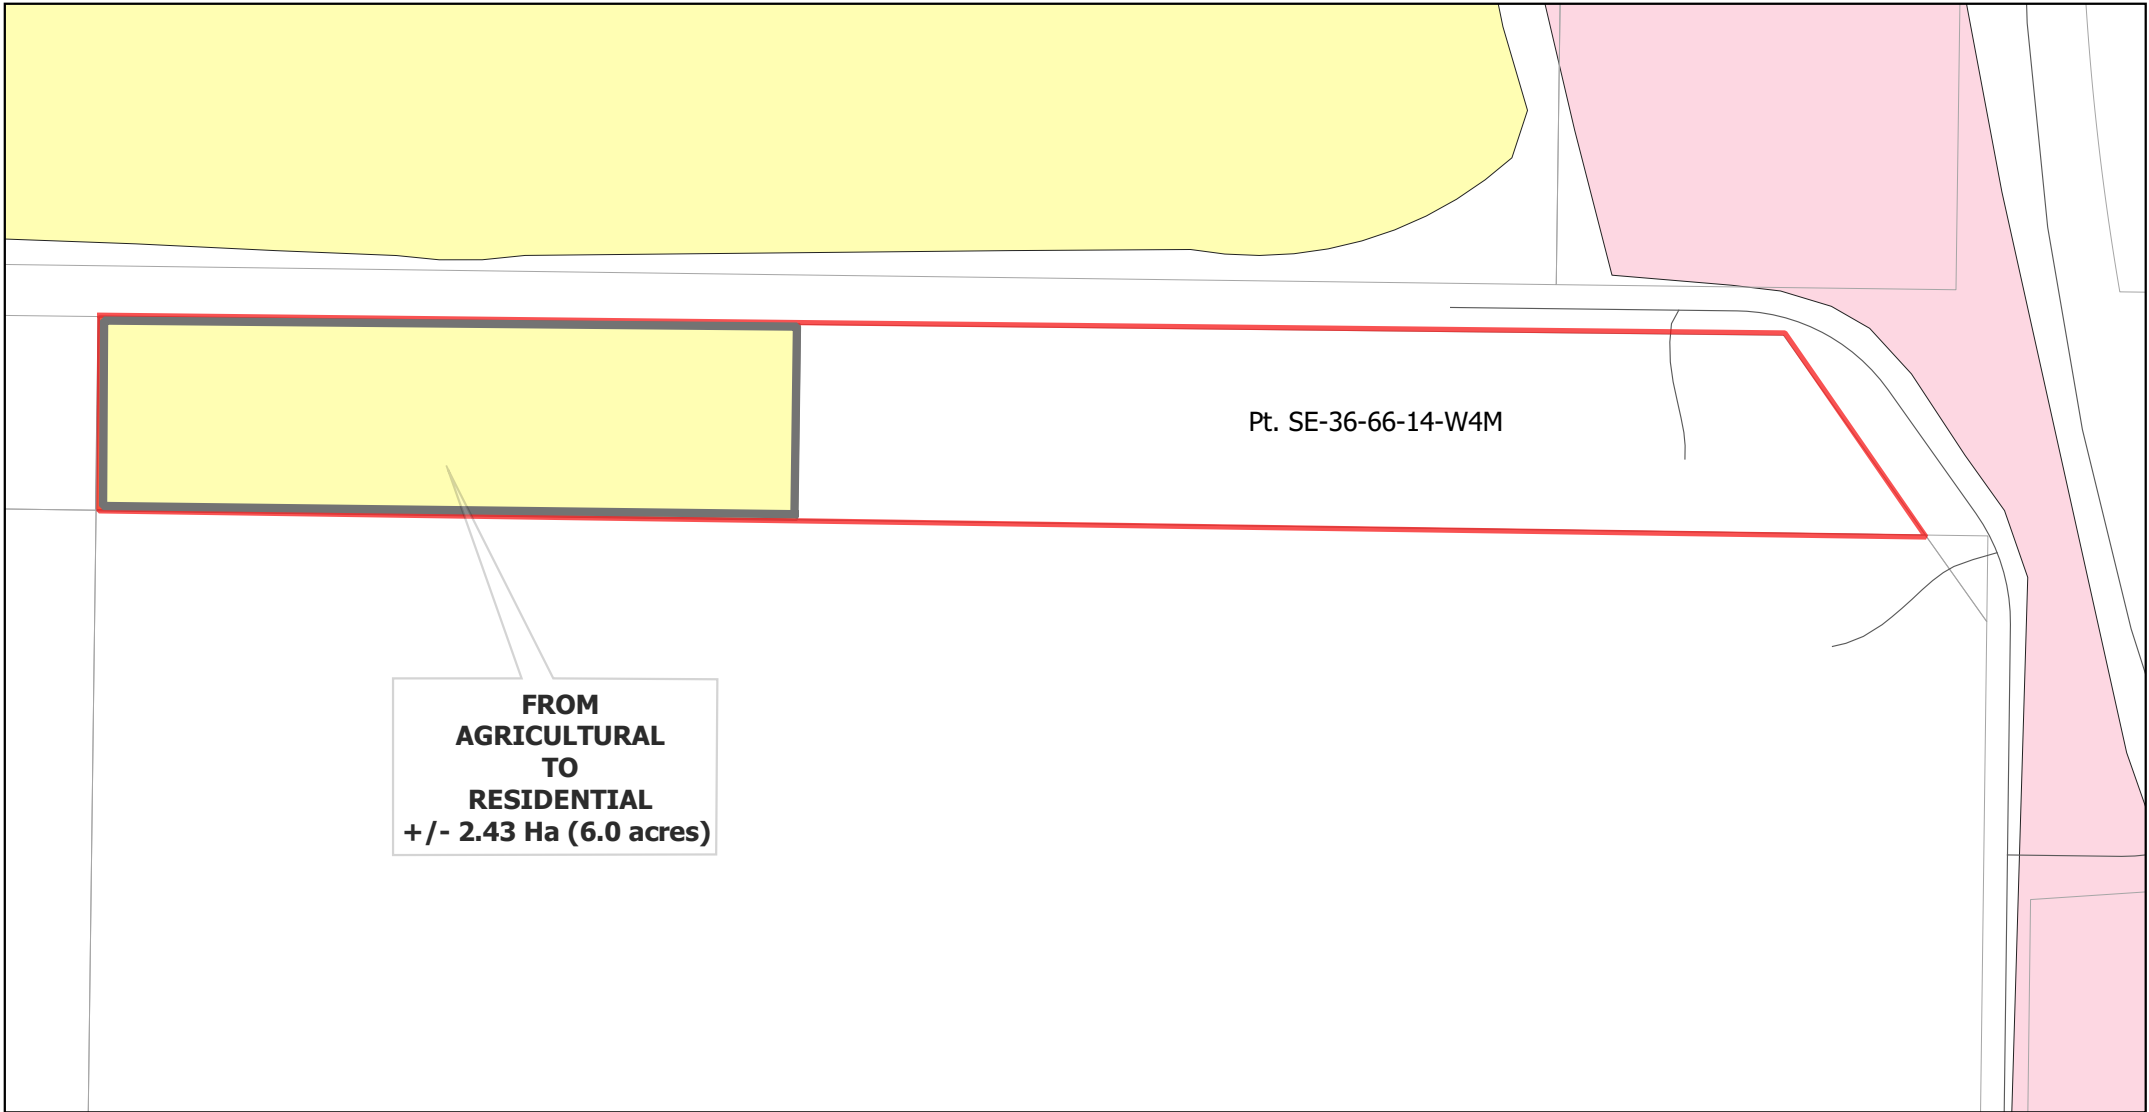 Pt. SE-36-66-14-W4M
FROM
AGRICULTURAL
TO
RESIDENTIAL
+/- 2.43 Ha (6.0 acres)